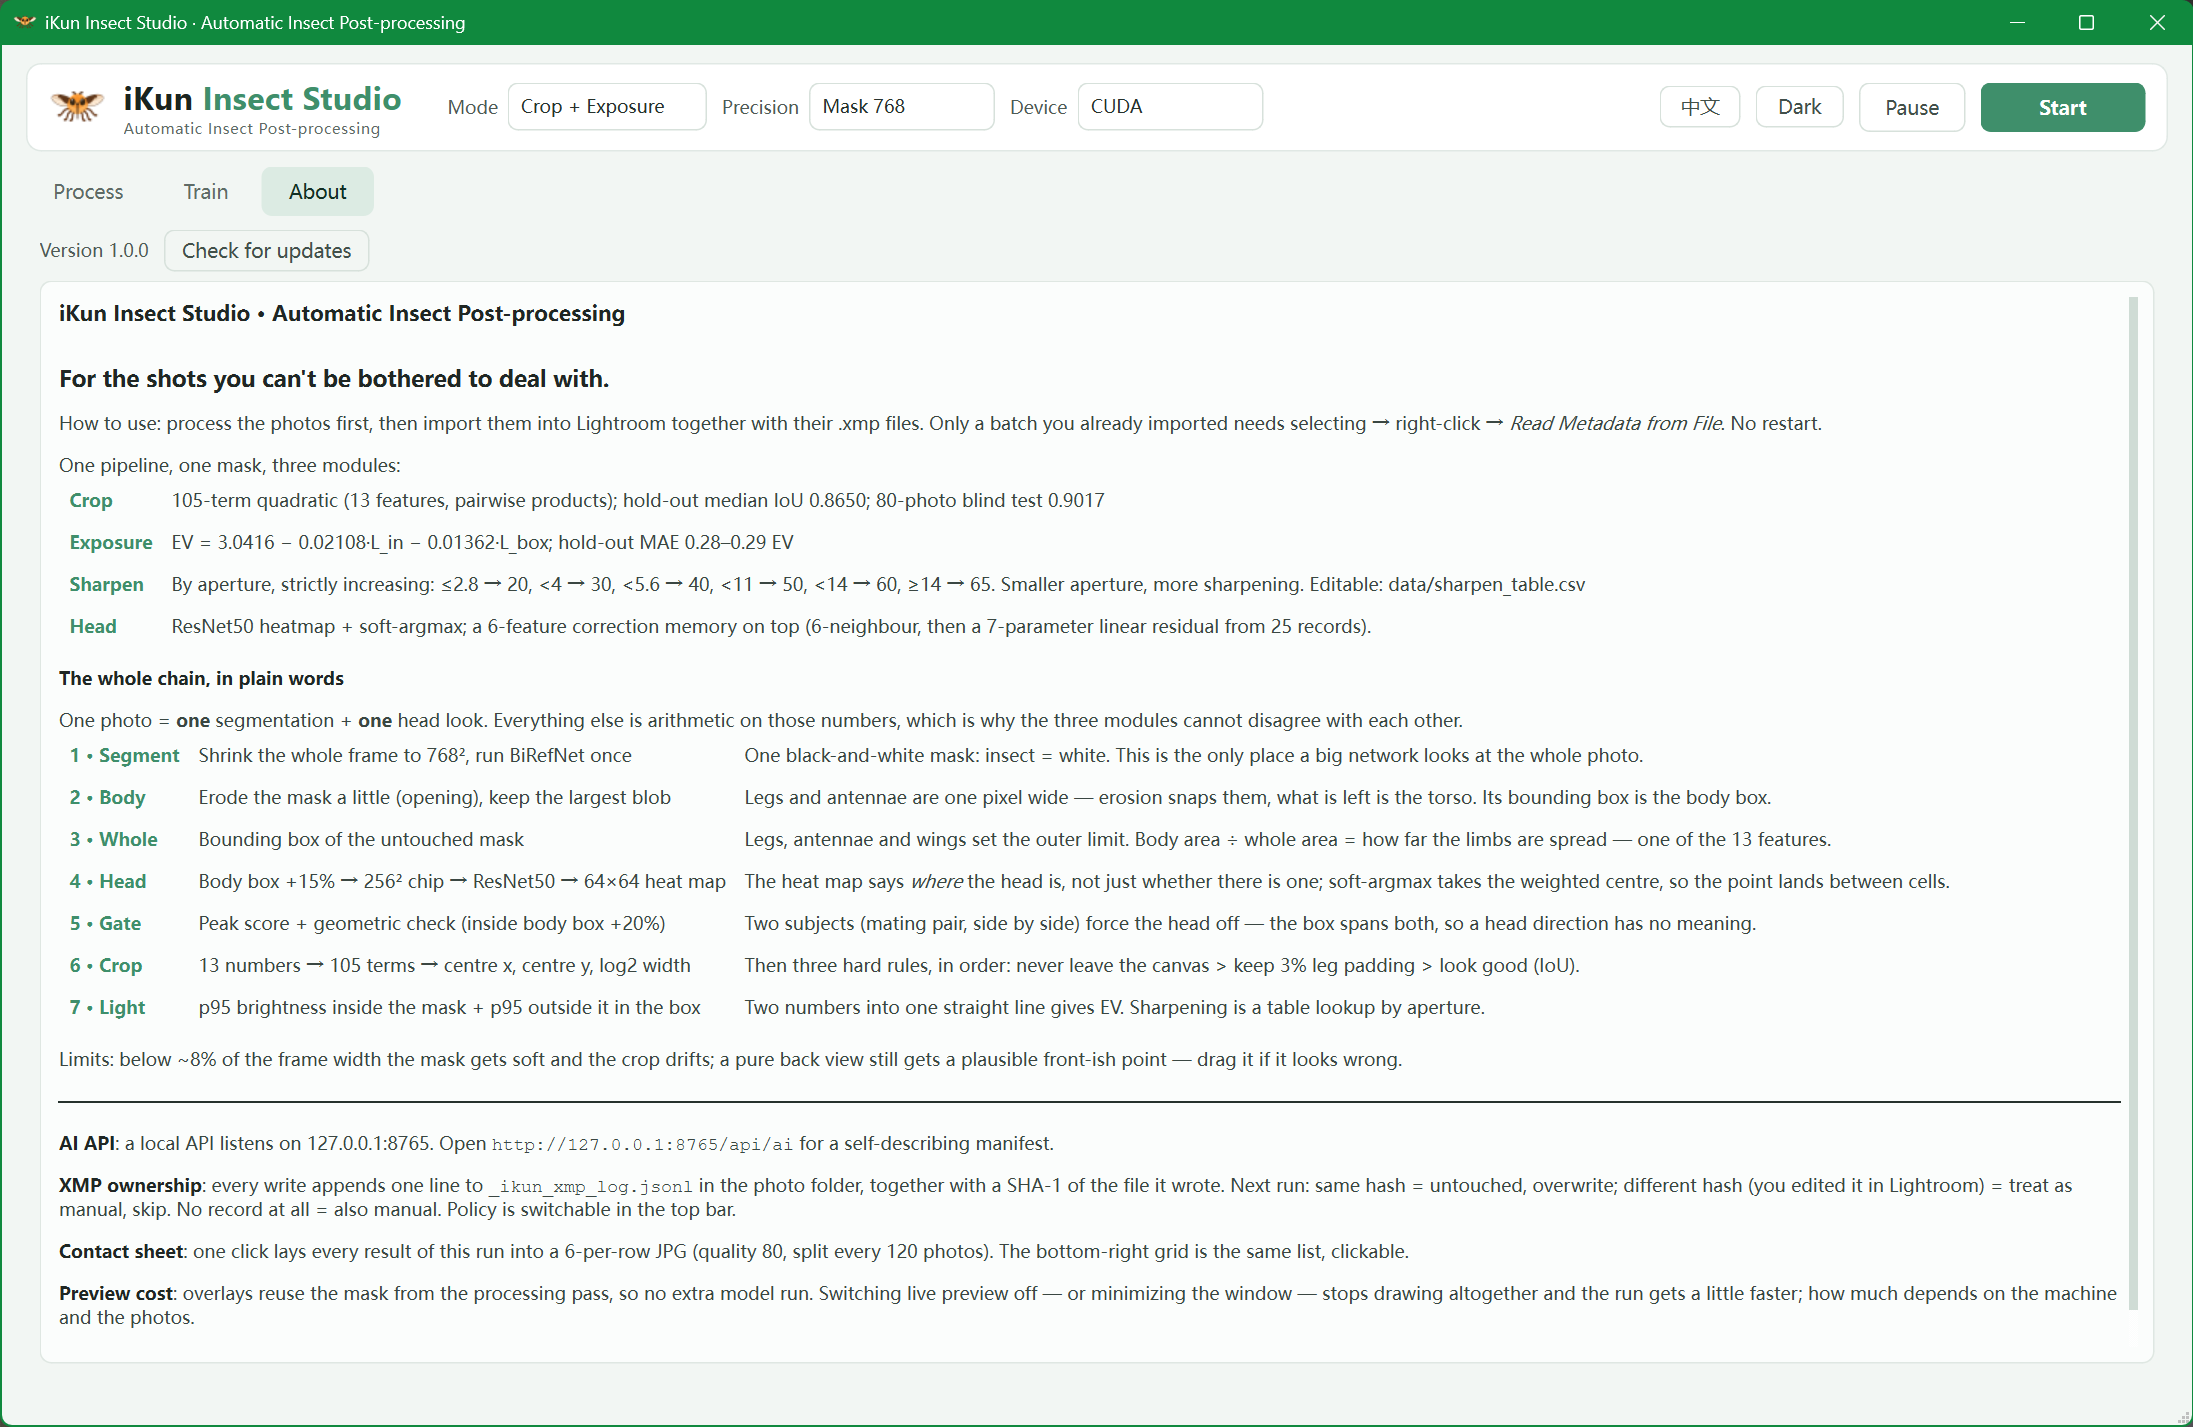 iKun Insect Studio · Automatic Insect Post-processing
iKun Insect Studio
Automatic Insect Post-processing
Mode
Crop + Exposure
Precision
Mask 768
Device
CUDA
中文
Dark
Pause
Start
Process
Train
About
Version 1.0.0
Check for updates
iKun Insect Studio • Automatic Insect Post-processing
For the shots you can't be bothered to deal with.
How to use: process the photos first, then import them into Lightroom together with their .xmp files. Only a batch you already imported needs selecting → right-click → Read Metadata from File. No restart.
One pipeline, one mask, three modules:
Crop 105-term quadratic (13 features, pairwise products); hold-out median IoU 0.8650; 80-photo blind test 0.9017
Exposure EV = 3.0416 − 0.02108·L_in − 0.01362·L_box; hold-out MAE 0.28–0.29 EV
Sharpen By aperture, strictly increasing: ≤2.8 → 20, <4 → 30, <5.6 → 40, <11 → 50, <14 → 60, ≥14 → 65. Smaller aperture, more sharpening. Editable: data/sharpen_table.csv
Head ResNet50 heatmap + soft-argmax; a 6-feature correction memory on top (6-neighbour, then a 7-parameter linear residual from 25 records).
The whole chain, in plain words
One photo = one segmentation + one head look. Everything else is arithmetic on those numbers, which is why the three modules cannot disagree with each other.
1 • Segment Shrink the whole frame to 768², run BiRefNet once One black-and-white mask: insect = white. This is the only place a big network looks at the whole photo.
2 • Body Erode the mask a little (opening), keep the largest blob Legs and antennae are one pixel wide — erosion snaps them, what is left is the torso. Its bounding box is the body box.
3 • Whole Bounding box of the untouched mask Legs, antennae and wings set the outer limit. Body area ÷ whole area = how far the limbs are spread — one of the 13 features.
4 • Head Body box +15% → 256² chip → ResNet50 → 64×64 heat map The heat map says where the head is, not just whether there is one; soft-argmax takes the weighted centre, so the point lands between cells.
5 • Gate Peak score + geometric check (inside body box +20%) Two subjects (mating pair, side by side) force the head off — the box spans both, so a head direction has no meaning.
6 • Crop 13 numbers → 105 terms → centre x, centre y, log2 width Then three hard rules, in order: never leave the canvas > keep 3% leg padding > look good (IoU).
7 • Light p95 brightness inside the mask + p95 outside it in the box Two numbers into one straight line gives EV. Sharpening is a table lookup by aperture.
Limits: below ~8% of the frame width the mask gets soft and the crop drifts; a pure back view still gets a plausible front-ish point — drag it if it looks wrong.
AI API: a local API listens on 127.0.0.1:8765. Open http://127.0.0.1:8765/api/ai for a self-describing manifest.
XMP ownership: every write appends one line to _ikun_xmp_log.jsonl in the photo folder, together with a SHA-1 of the file it wrote. Next run: same hash = untouched, overwrite; different hash (you edited it in Lightroom) = treat as
manual, skip. No record at all = also manual. Policy is switchable in the top bar.
Contact sheet: one click lays every result of this run into a 6-per-row JPG (quality 80, split every 120 photos). The bottom-right grid is the same list, clickable.
Preview cost: overlays reuse the mask from the processing pass, so no extra model run. Switching live preview off — or minimizing the window — stops drawing altogether and the run gets a little faster; how much depends on the machine
and the photos.